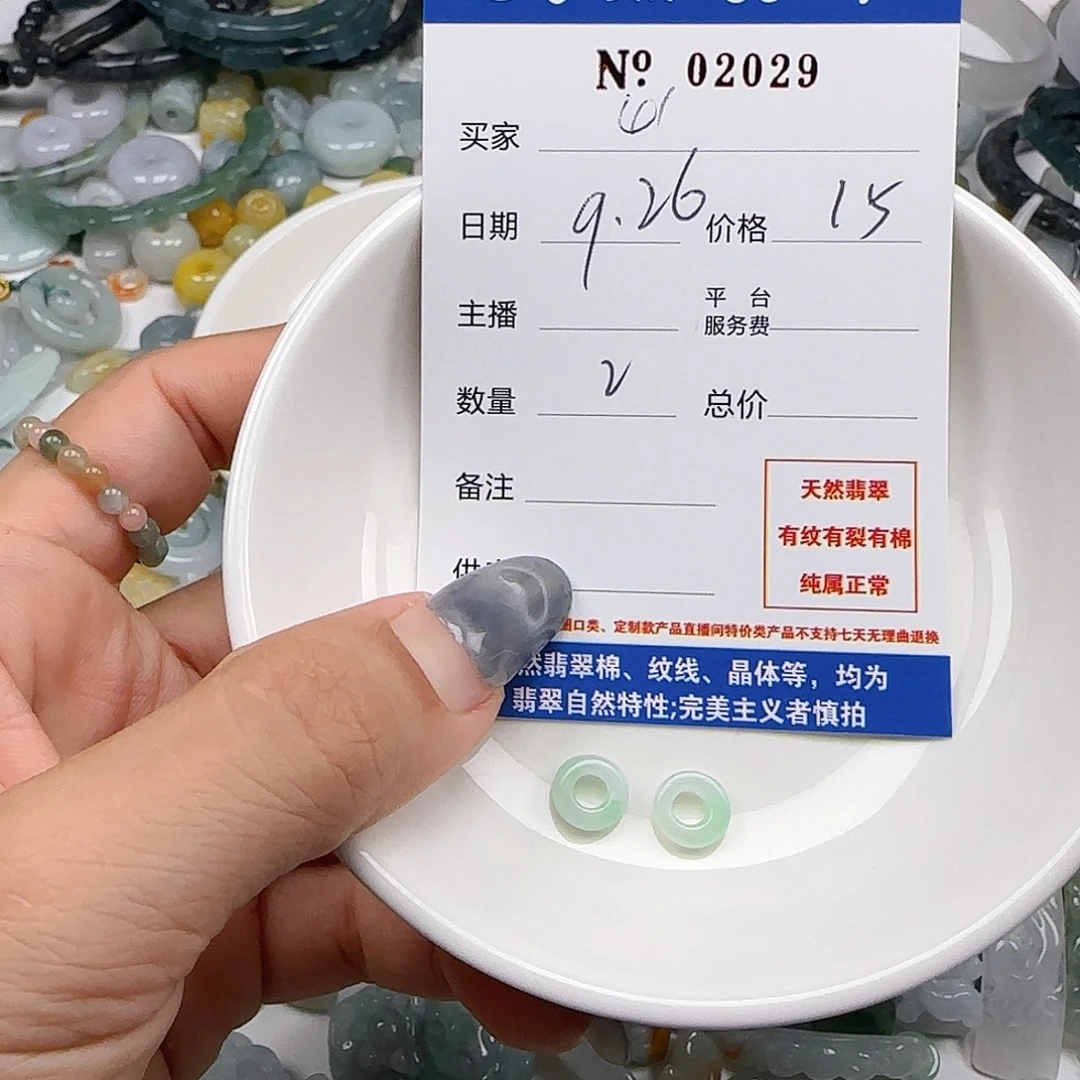 № 02029
买家
日期 9.26 价格 15
主播 平台服务费
数量 2 总价
备注
天然翡翠
有纹有裂有棉
纯属正常
圈口类、定制款产品直播间特价类产品不支持七天无理由退换
然翡翠棉、纹线、晶体等，均为
翡翠自然特性;完美主义者慎拍